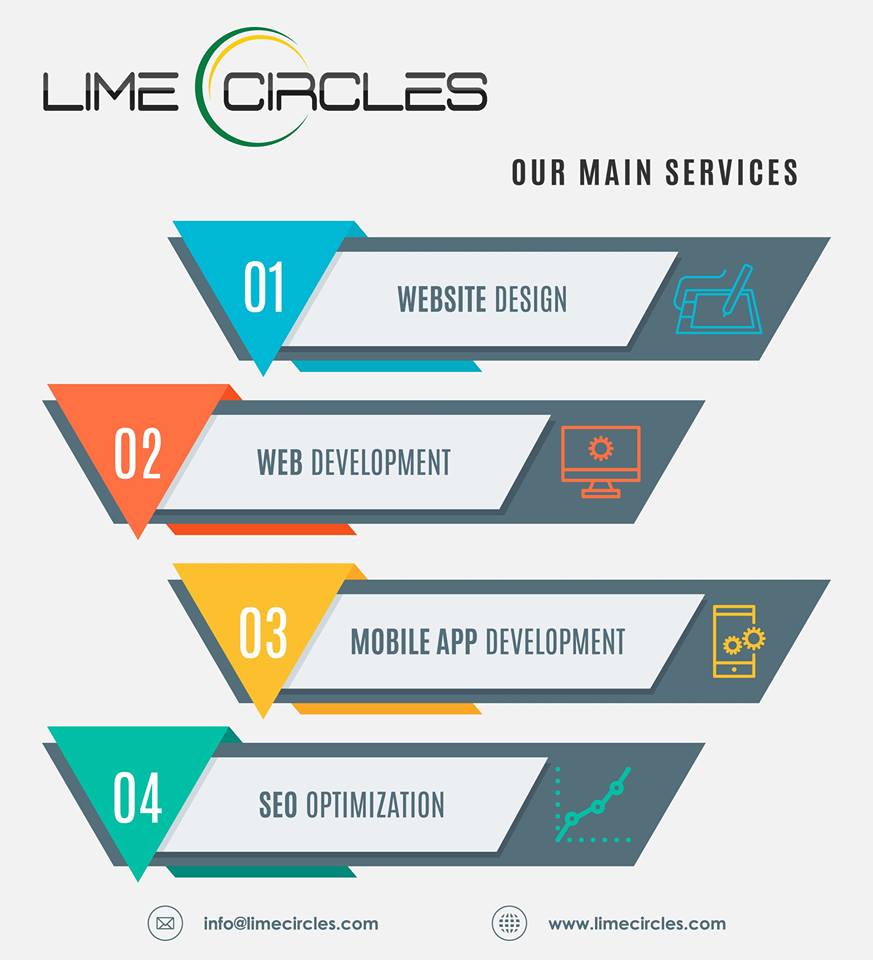 LIME CIRCLES
OUR MAIN SERVICES
01
WEBSITE DESIGN
02
WEB DEVELOPMENT
03
MOBILE APP DEVELOPMENT
04
SEO OPTIMIZATION
info@limecircles.com
www.limecircles.com